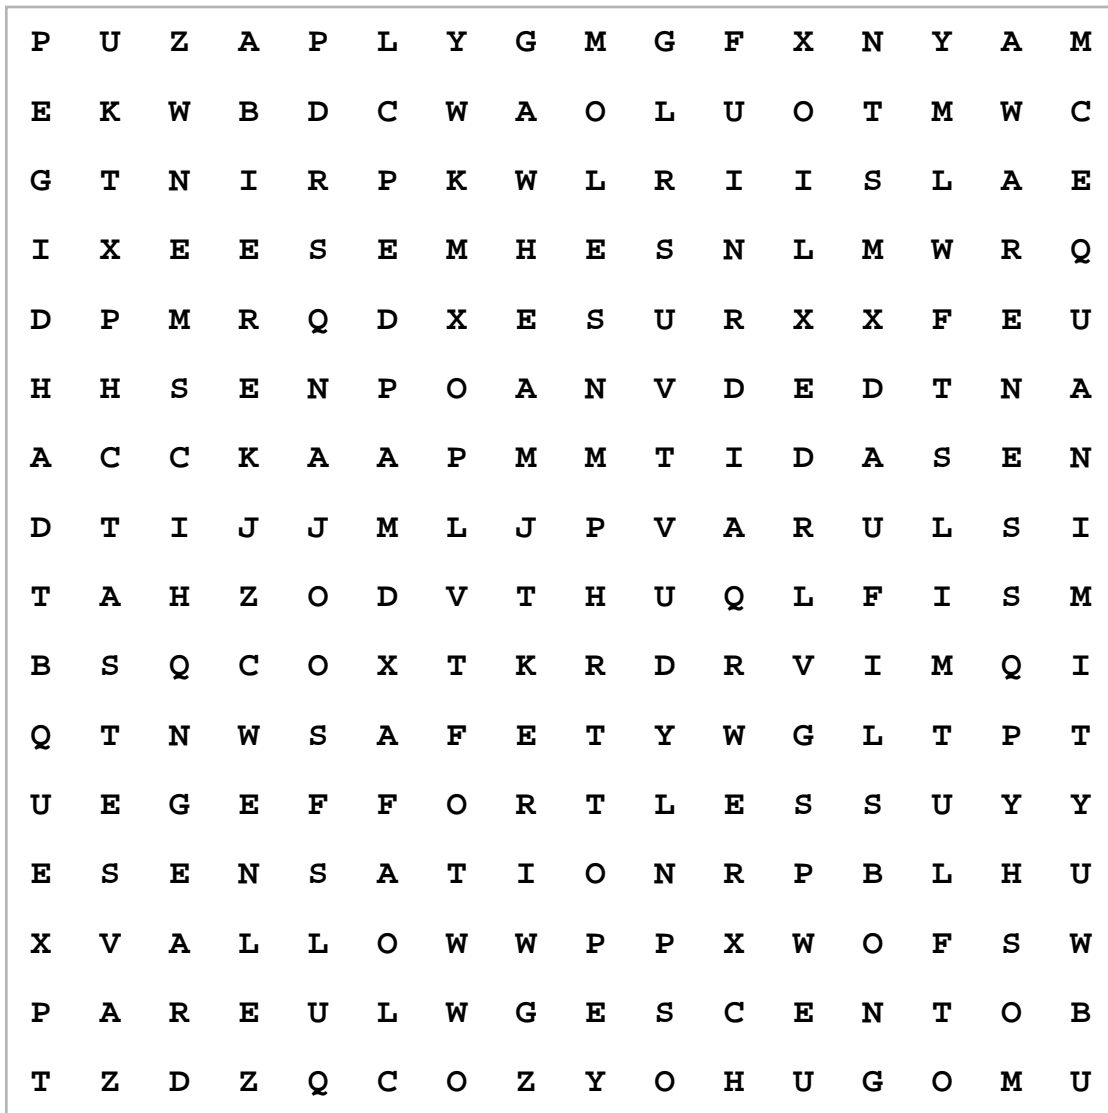 P U Z A P L Y G M G F X N Y A M
E K W B D C W A O L U O T M W C
G T N I R P K W L R I I S L A E
I X E E S E M H E S N L M W R Q
D P M R Q D X E S U R X X F E U
H H S E N P O A N V D E D T N A
A C C K A A P M M T I D A S E N
D T I J J M L J P V A R U L S I
T A H Z O D V T H U Q L F I S M
B S Q C O X T K R D R V I M Q I
Q T N W S A F E T Y W G L T P T
U E G E F F O R T L E S S U Y Y
E S E N S A T I O N R P B L H U
X V A L L O W W P P X W O F S W
P A R E U L W G E S C E N T O B
T Z D Z Q C O Z Y O H U G O M U